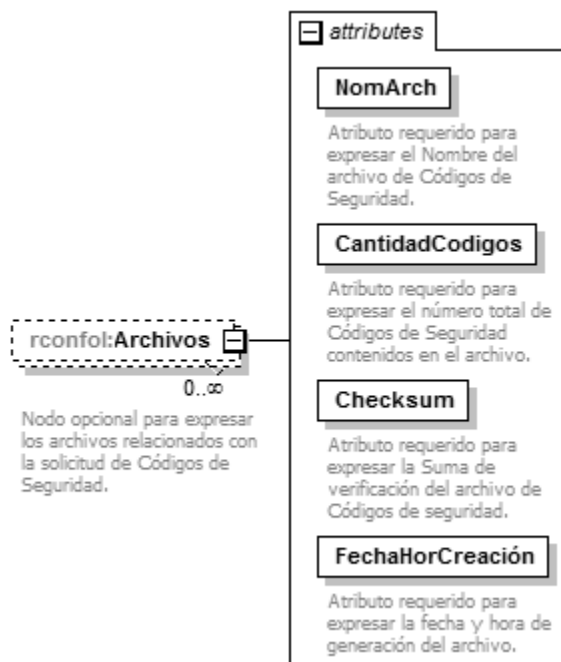 attributes
NomArch
Atributo requerido para
expresar el Nombre del
archivo de Códigos de
Seguridad.
CantidadCodigos
Atributo requerido para
expresar el número total de
Códigos de Seguridad
contenidos en el archivo.
rconfol:Archivos
0..∞
Nodo opcional para expresar
los archivos relacionados con
la solicitud de Códigos de
Seguridad.
Checksum
Atributo requerido para
expresar la Suma de
verificación del archivo de
Códigos de seguridad.
FechaHorCreación
Atributo requerido para
expresar la fecha y hora de
generación del archivo.